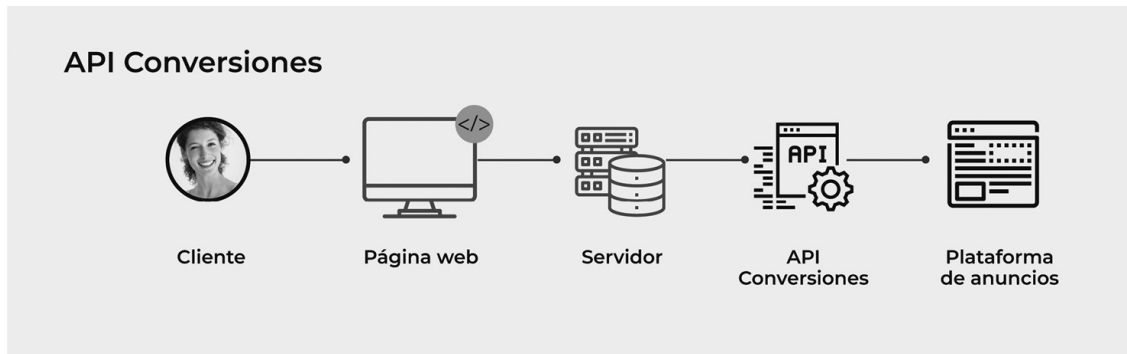 API Conversiones
</>
API
Cliente
Página web
Servidor
API
Conversiones
Plataforma
de anuncios